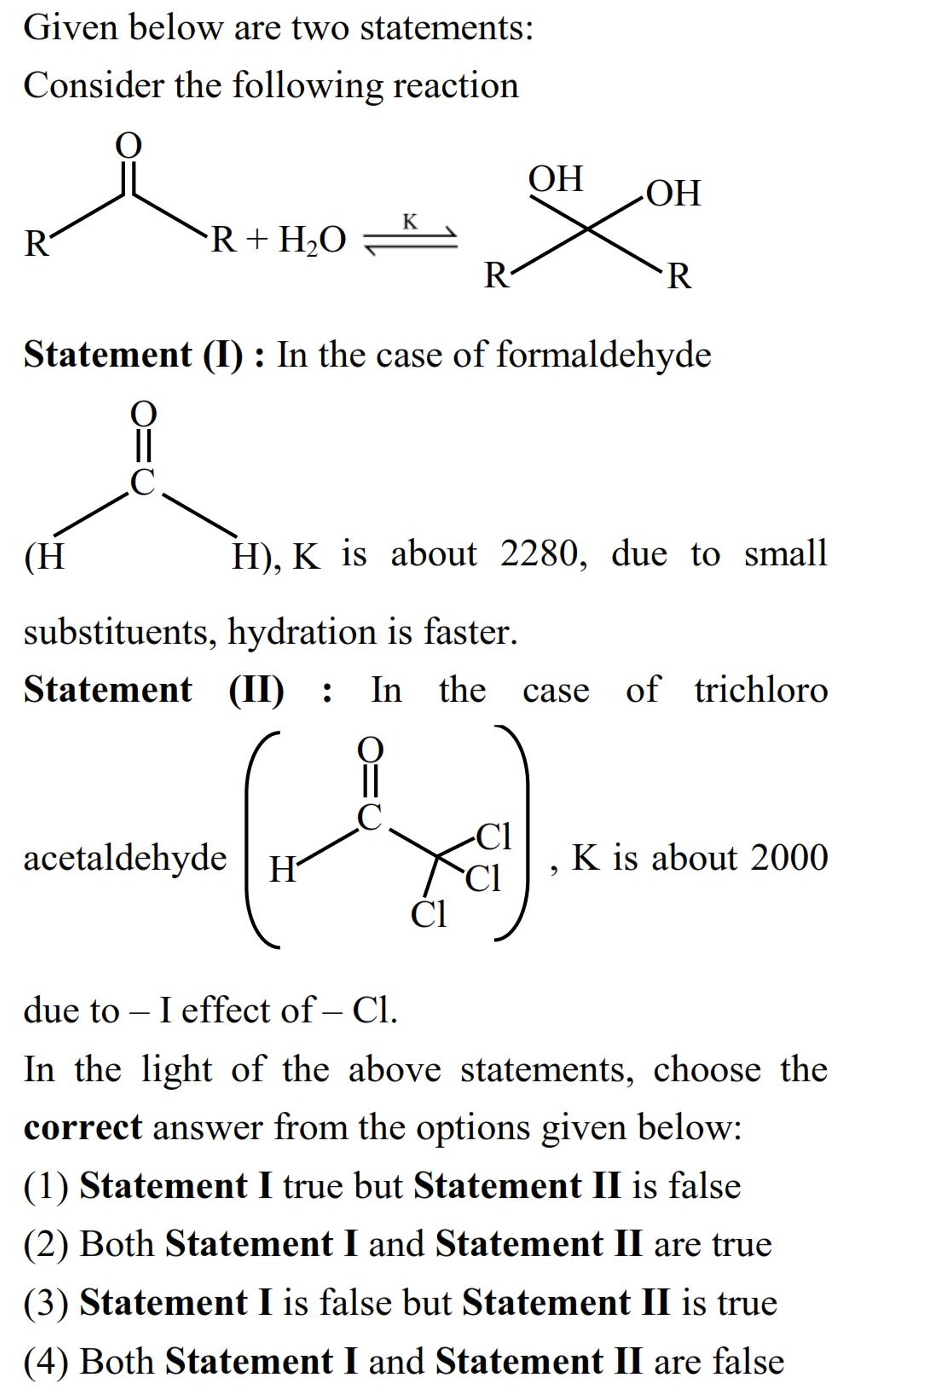 Given below are two statements:
Consider the following reaction
O
OH
OH
R
R + H₂O
K
R
R
Statement (I) : In the case of formaldehyde
O
C
(H
H), K is about 2280, due to small
substituents, hydration is faster.
Statement (II) : In the case of trichloro
O
C
Cl
acetaldehyde
H
Cl
, K is about 2000
Cl
due to – I effect of – Cl.
In the light of the above statements, choose the
correct answer from the options given below:
(1) Statement I true but Statement II is false
(2) Both Statement I and Statement II are true
(3) Statement I is false but Statement II is true
(4) Both Statement I and Statement II are false